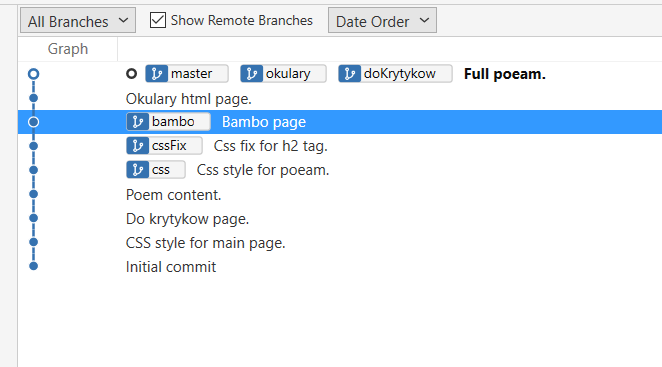 All Branches Show Remote Branches Date Order
Graph
master okulary doKrytykow Full poeam.
Okulary html page.
bambo Bambo page
cssFix Css fix for h2 tag.
css Css style for poeam.
Poem content.
Do krytykow page.
CSS style for main page.
Initial commit